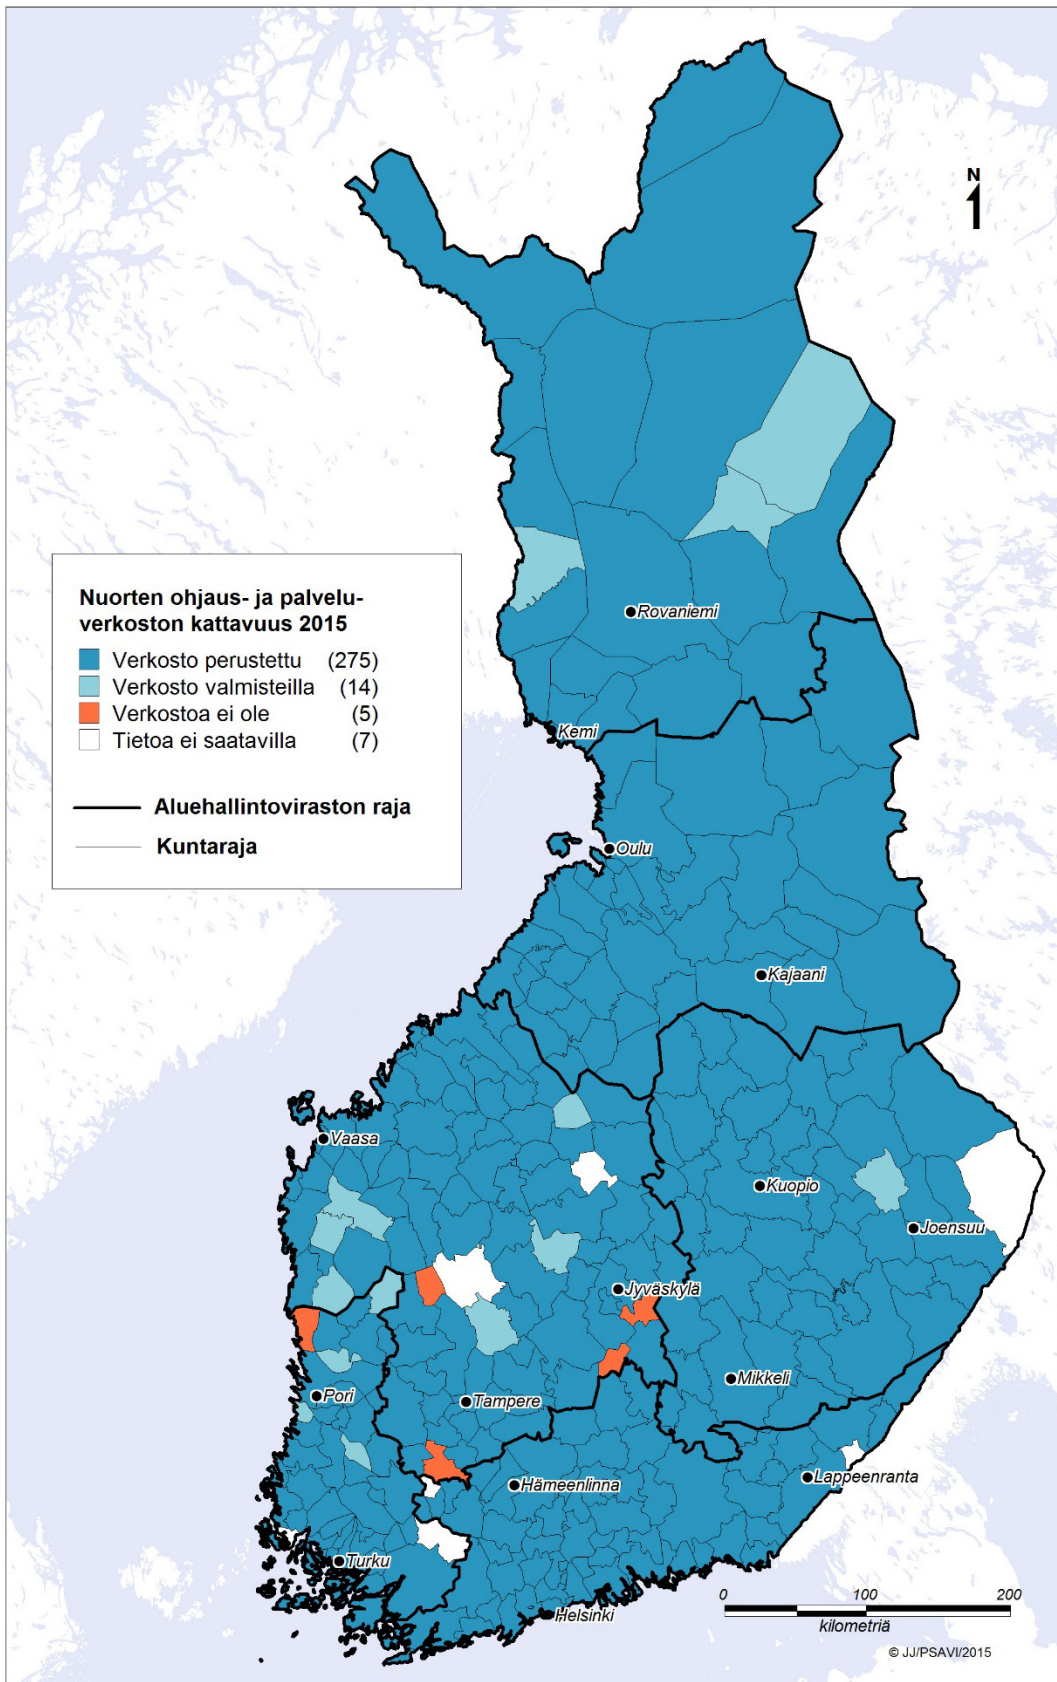 N
Nuorten ohjaus- ja palvelu-
verkoston kattavuus 2015
Verkosto perustettu (275)
Verkosto valmisteilla (14)
Verkostoa ei ole (5)
Tietoa ei saatavilla (7)
Aluehallintoviraston raja
Kuntaraja
Rovaniemi
Kemi
Oulu
Kajaani
Vaasa
Kuopio
Joensuu
Jyväskylä
Mikkeli
Pori
Tampere
Lappeenranta
Hämeenlinna
Turku
Helsinki
0 100 200
kilometriä
© JJ/PSAVI/2015